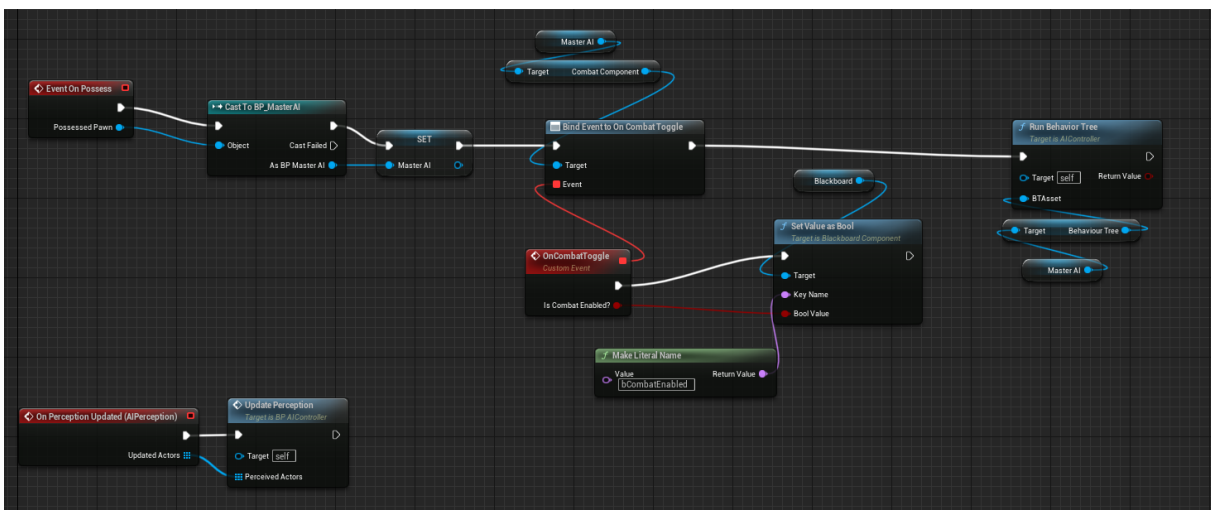 Master AI
Target Combat Component
Event On Possess
Possessed Pawn
Cast To BP_MasterAI
Object Cast Failed
As BP Master AI
SET
Master AI
Bind Event to On Combat Toggle
Target
Event
Run Behavior Tree
Target is AIController
Target self Return Value
BTAsset
Blackboard
Set Value as Bool
Target is Blackboard Component
Target
Key Name
Bool Value
Target Behaviour Tree
Master AI
OnCombatToggle
Custom Event
Is Combat Enabled?
Make Literal Name
Value Return Value
bCombatEnabled
On Perception Updated (AIPerception)
Updated Actors
Update Perception
Target is BP AIController
Target self
Perceived Actors